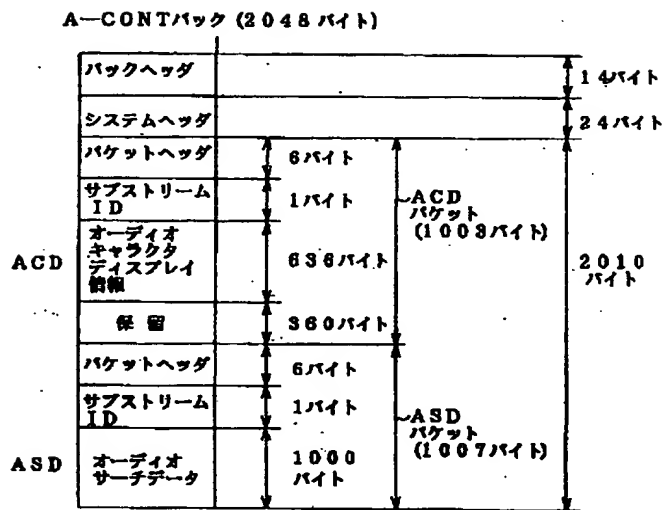 A－CONTパック (2048バイト)
パックヘッダ
14バイト
システムヘッダ
24バイト
パケットヘッダ
6バイト
サブストリーム
ID
1バイト
ACD
パケット
(1003バイト)
ACD
オーディオ
キャラクタ
ディスプレイ
情報
636バイト
2010
バイト
保留
360バイト
パケットヘッダ
6バイト
サブストリーム
ID
1バイト
ASD
パケット
(1007バイト)
ASD
オーディオ
サーチデータ
1000
バイト